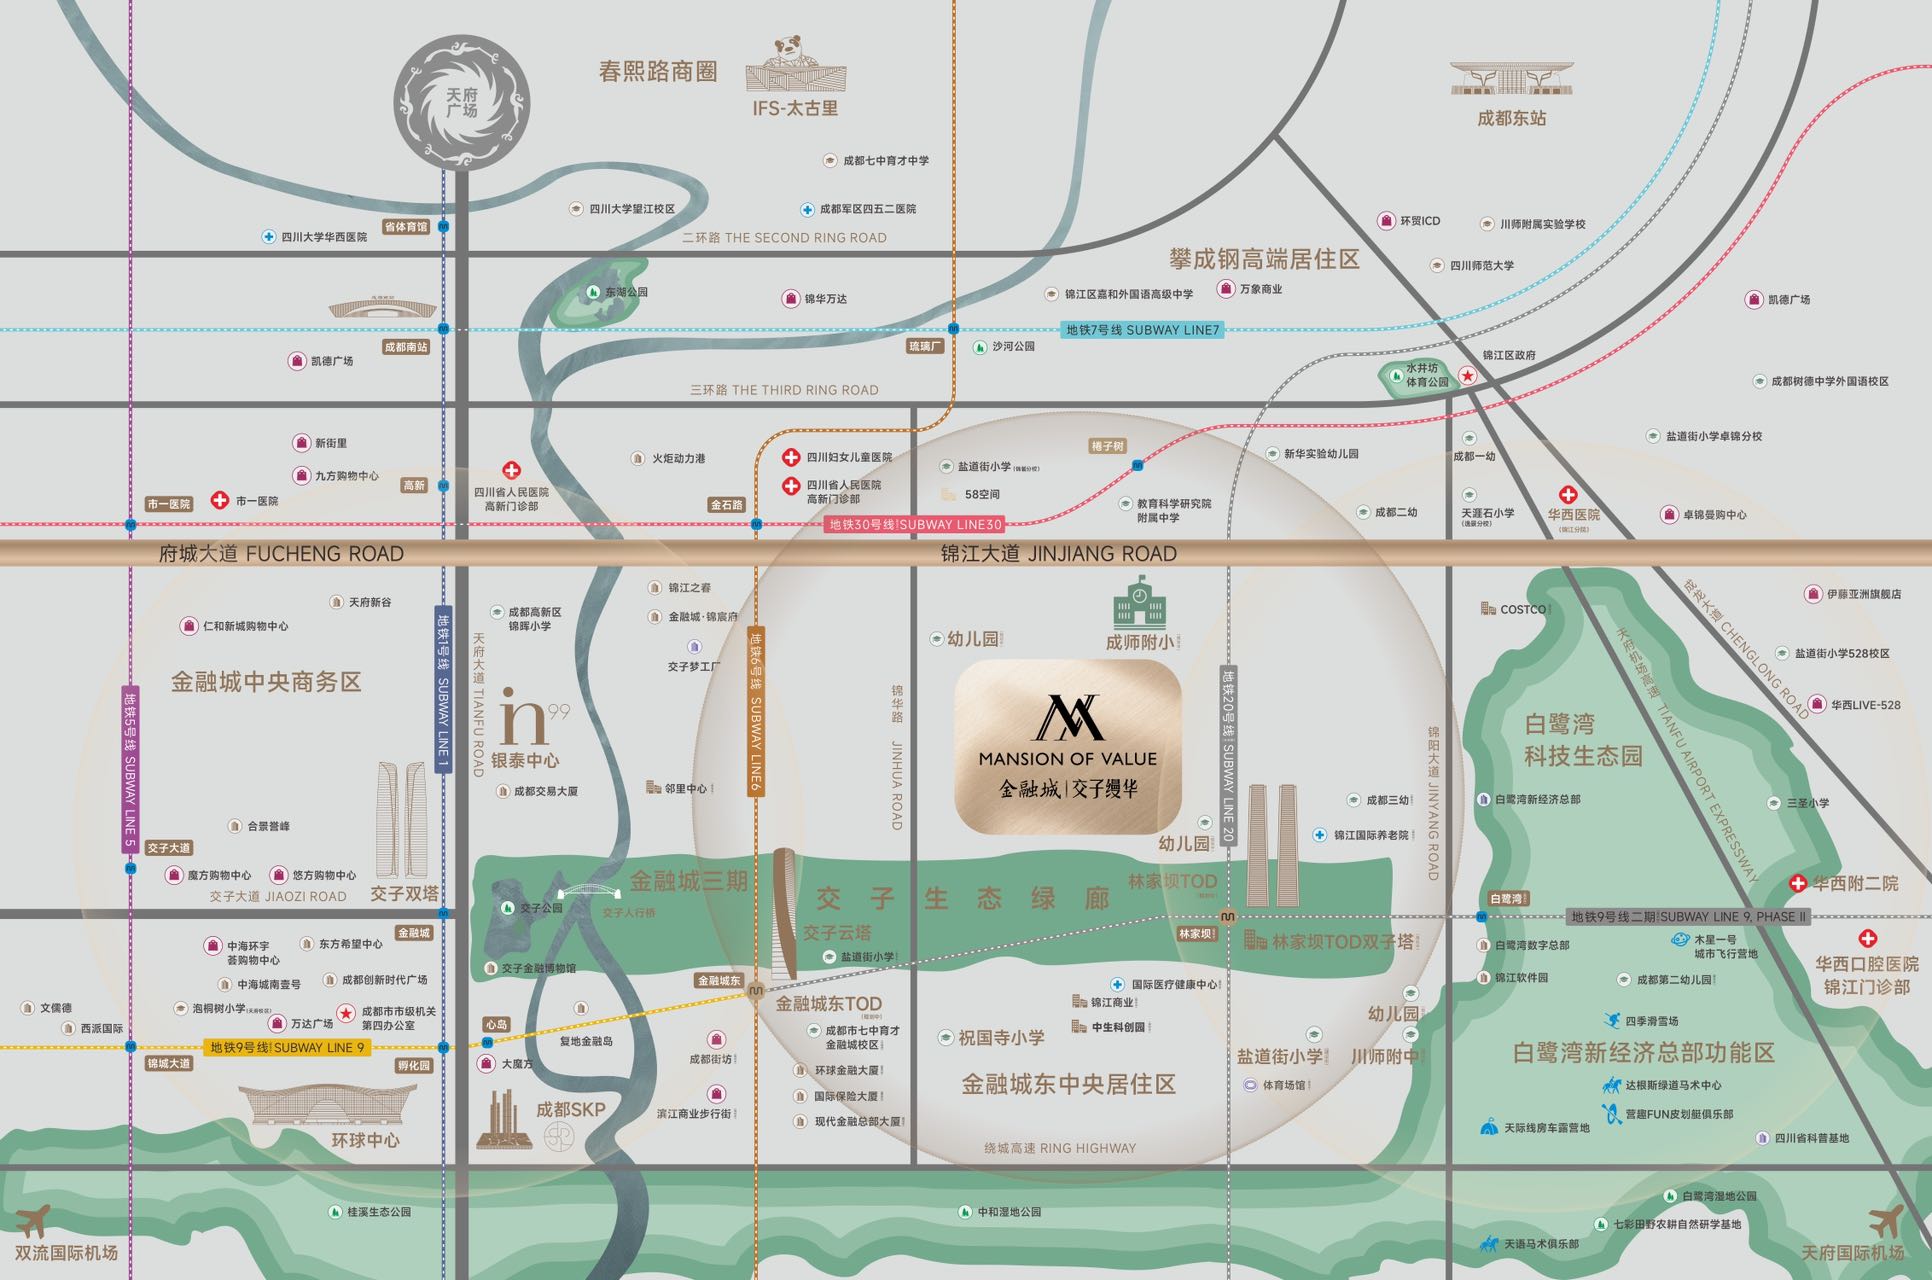 天府
广场
春熙路商圈
IFS-太古里
成都东站
成都七中育才中学
四川大学望江校区
成都军区四五二医院
省体育馆
四川大学华西医院
二环路 THE SECOND RING ROAD
环贸ICD
川师附属实验学校
攀成钢高端居住区
四川师范大学
东湖公园
锦华万达
锦江区嘉和外国语高级中学
万象商业
凯德广场
地铁7号线 SUBWAY LINE7
成都南站
琉璃厂
沙河公园
凯德广场
锦江区政府
水井坊
体育公园
成都树德中学外国语校区
三环路 THE THIRD RING ROAD
新街里
九方购物中心
高新
火炬动力港
四川妇女儿童医院
四川省人民医院
高新门诊部
盐道街小学
58空间
棬子树
新华实验幼儿园
成都一幼
盐道街小学卓锦分校
市一医院
市一医院
四川省人民医院
高新门诊部
金石路
教育科学研究院
附属中学
成都二幼
天涯石小学
华西医院
卓锦曼购中心
地铁30号线 SUBWAY LINE30
府城大道 FUCHENG ROAD
锦江大道 JINJIANG ROAD
天府新谷
仁和新城购物中心
成都高新区
锦晖小学
锦江之春
金融城·锦宸府
交子梦工厂
幼儿园
成师附小
COSTCO
伊藤亚洲旗舰店
成龙大道 CHENGLONG ROAD
盐道街小学528校区
华西LIVE-528
金融城中央商务区
地铁5号线 SUBWAY LINE 5
地铁1号线 SUBWAY LINE 1
天府大道 TIANFU ROAD
in99
银泰中心
成都交易大厦
邻里中心
地铁6号线 SUBWAY LINE6
锦华路 JINHUA ROAD
MANSION OF VALUE
金融城 | 交子缦华
地铁20号线 SUBWAY LINE 20
锦阳大道 JINYANG ROAD
白鹭湾
科技生态园
天府机场高速 TIANFU AIRPORT EXPRESSWAY
成都三幼
锦江国际养老院
白鹭湾新经济总部
三圣小学
合景誉峰
交子大道
魔方购物中心
悠方购物中心
交子大道 JIAOZI ROAD
交子双塔
幼儿园
金融城三期
交子公园
交子人行桥
交子生态绿廊
林家坝TOD
华西附二院
白鹭湾
地铁9号线二期 SUBWAY LINE 9, PHASE II
金融城
交子云塔
林家坝
林家坝TOD双子塔
中海环宇
荟购物中心
东方希望中心
交子金融博物馆
盐道街小学
白鹭湾数字总部
木星一号
城市飞行营地
华西口腔医院
锦江门诊部
中海城南壹号
成都创新时代广场
金融城东
国际医疗健康中心
锦江软件园
成都第二幼儿园
文儒德
泡桐树小学
西派国际
万达广场
成都市市级机关
第四办公室
金融城东TOD
锦江商业
中生科创园
幼儿园
四季滑雪场
心岛
复地金融岛
成都市七中育才
金融城校区
祝国寺小学
盐道街小学
川师附中
白鹭湾新经济总部功能区
地铁9号线 SUBWAY LINE 9
锦城大道
孵化园
大魔方
成都街坊
环球金融大厦
金融城东中央居住区
体育场馆
达根斯绿道马术中心
国际保险大厦
滨江商业步行街
现代金融总部大厦
营趣FUN皮划艇俱乐部
天际线房车露营地
四川省科普基地
环球中心
成都SKP
绕城高速 RING HIGHWAY
桂溪生态公园
中和湿地公园
白鹭湾湿地公园
七彩田野农耕自然研学基地
天语马术俱乐部
双流国际机场
天府国际机场